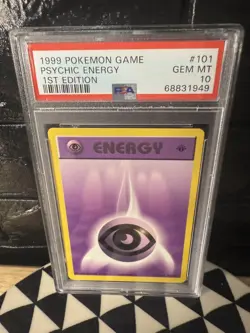 1999 POKEMON GAME #101
PSYCHIC ENERGY GEM MT
1ST EDITION 10
PSA 68831949
ENERGY